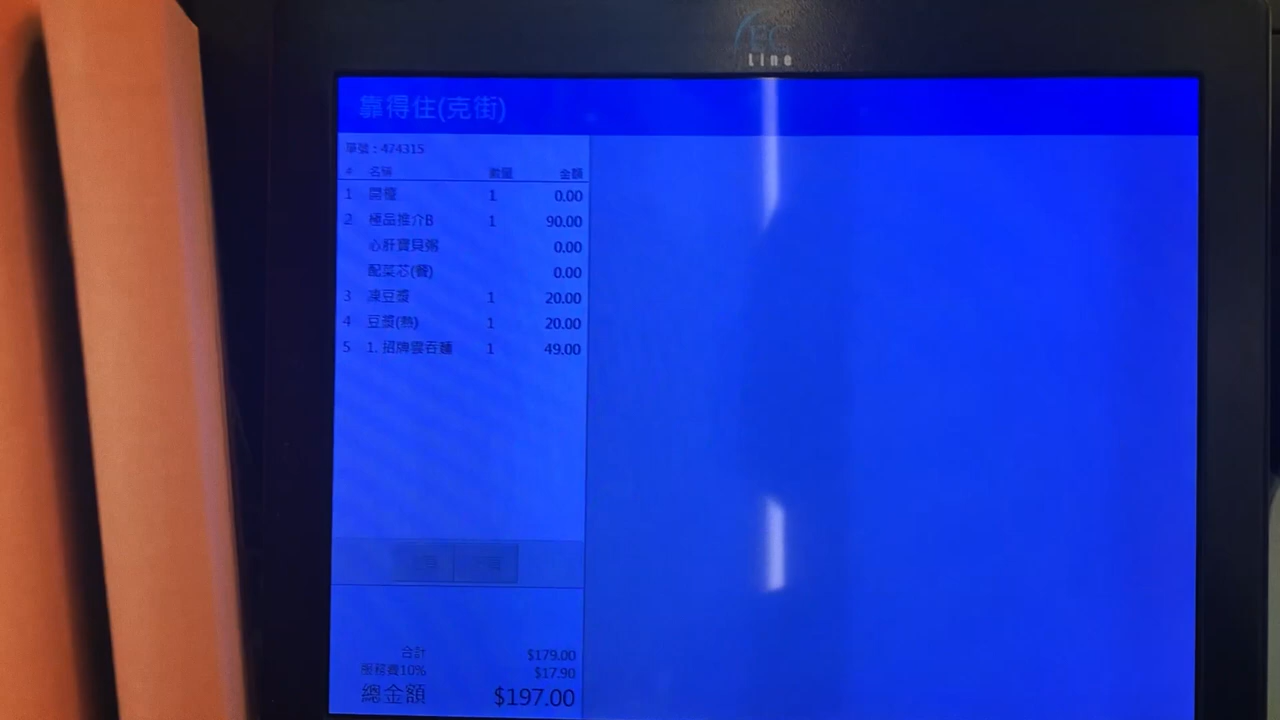 EC
Line
靠得住(克街)
單號 : 474315
# 名稱 數量 金額
1 開檯 1 0.00
2 極品推介B 1 90.00
心肝寶貝粥 0.00
配菜芯(餐) 0.00
3 凍豆漿 1 20.00
4 豆漿(熱) 1 20.00
5 1. 招牌雲吞麵 1 49.00
合計 $179.00
服務費10% $17.90
總金額 $197.00